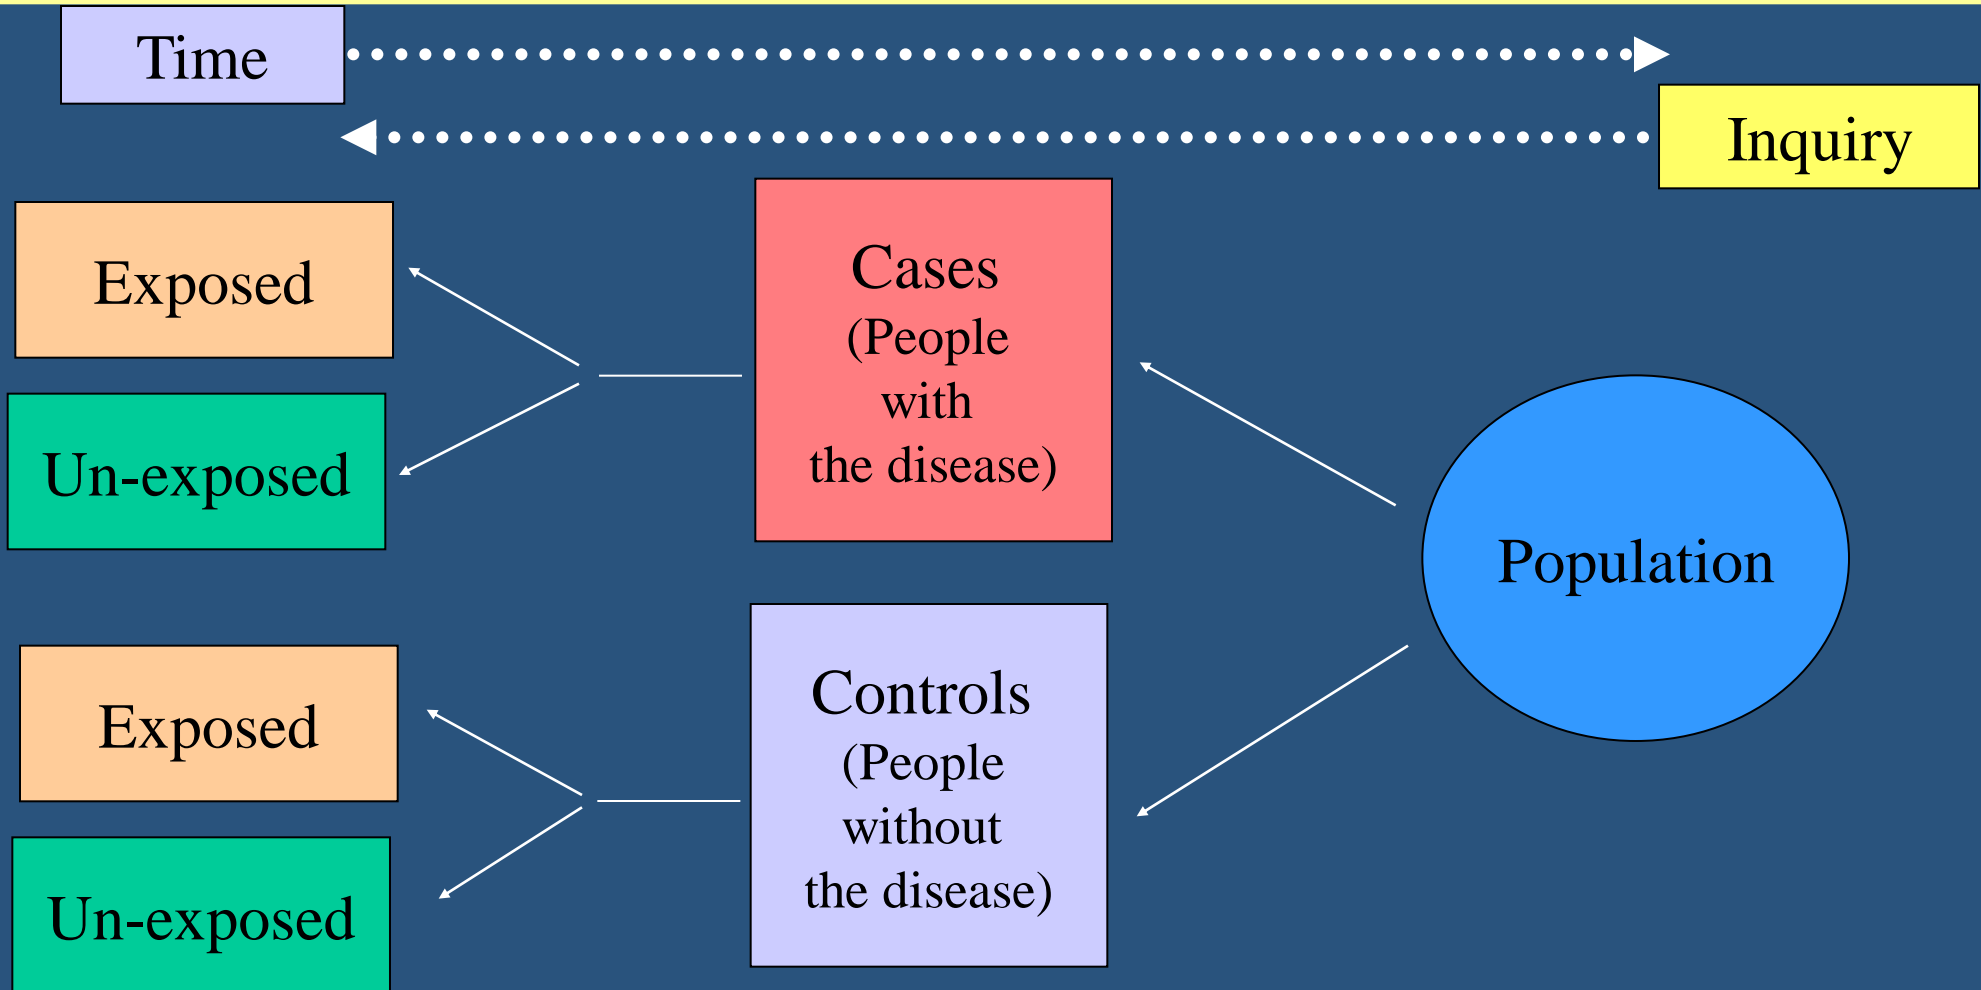 Time
Inquiry
Exposed
Un-exposed
Cases
(People
with
the disease)
Population
Exposed
Un-exposed
Controls
(People
without
the disease)